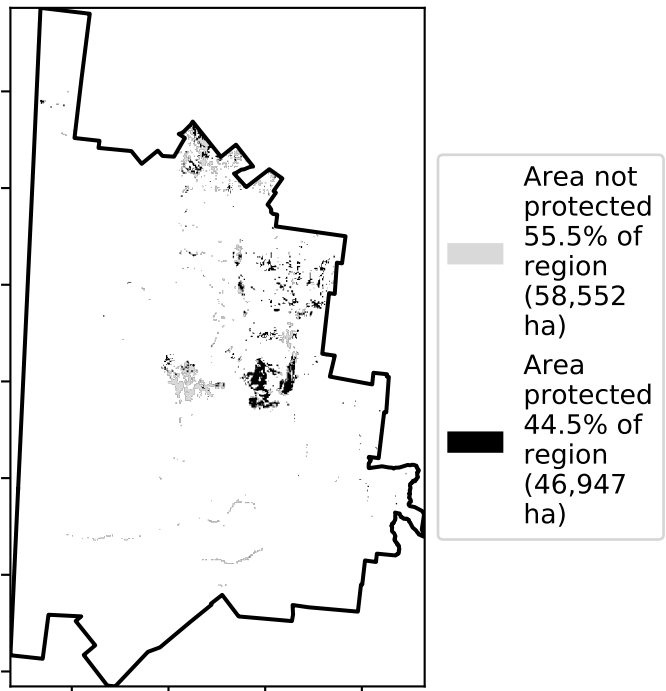 Area not
protected
55.5% of
region
(58,552
ha)
Area
protected
44.5% of
region
(46,947
ha)